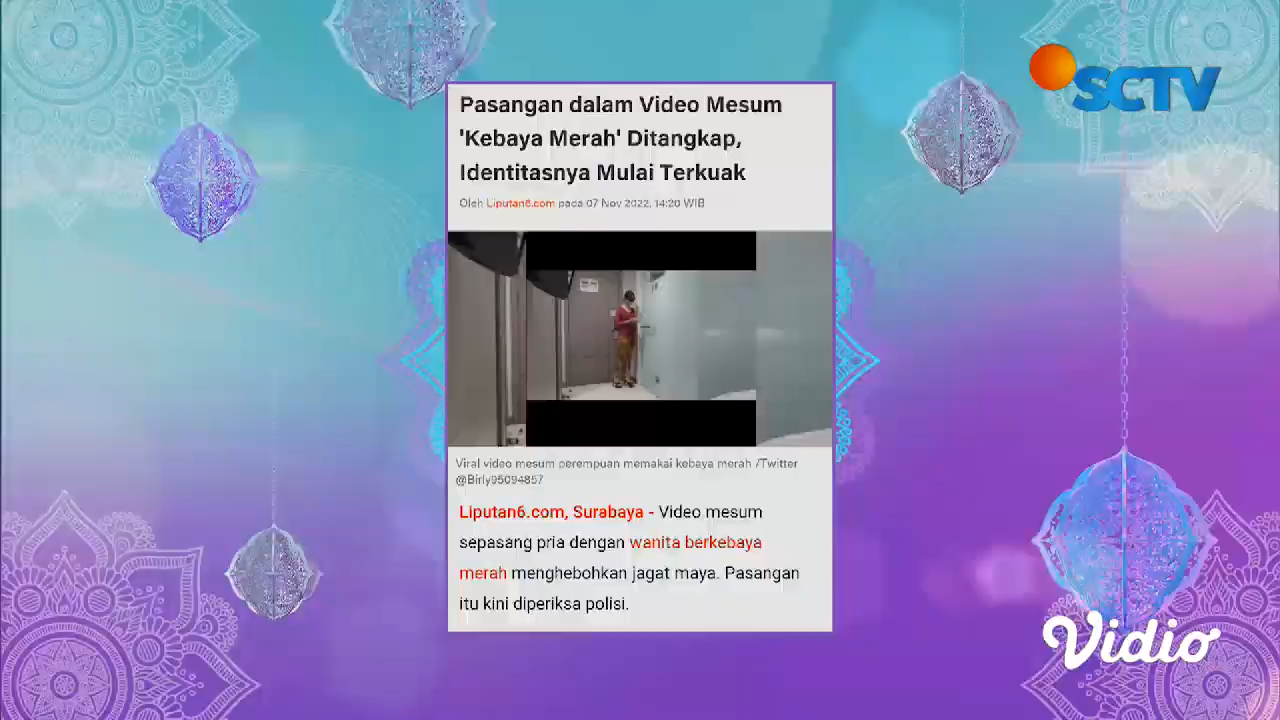 SCTV
Pasangan dalam Video Mesum
'Kebaya Merah' Ditangkap,
Identitasnya Mulai Terkuak
Oleh Liputan6.com pada 07 Nov 2022, 14:20 WIB
Viral video mesum perempuan memakai kebaya merah /Twitter
@Birly95094857
Liputan6.com, Surabaya - Video mesum
sepasang pria dengan wanita berkebaya
merah menghebohkan jagat maya. Pasangan
itu kini diperiksa polisi.
Vidio